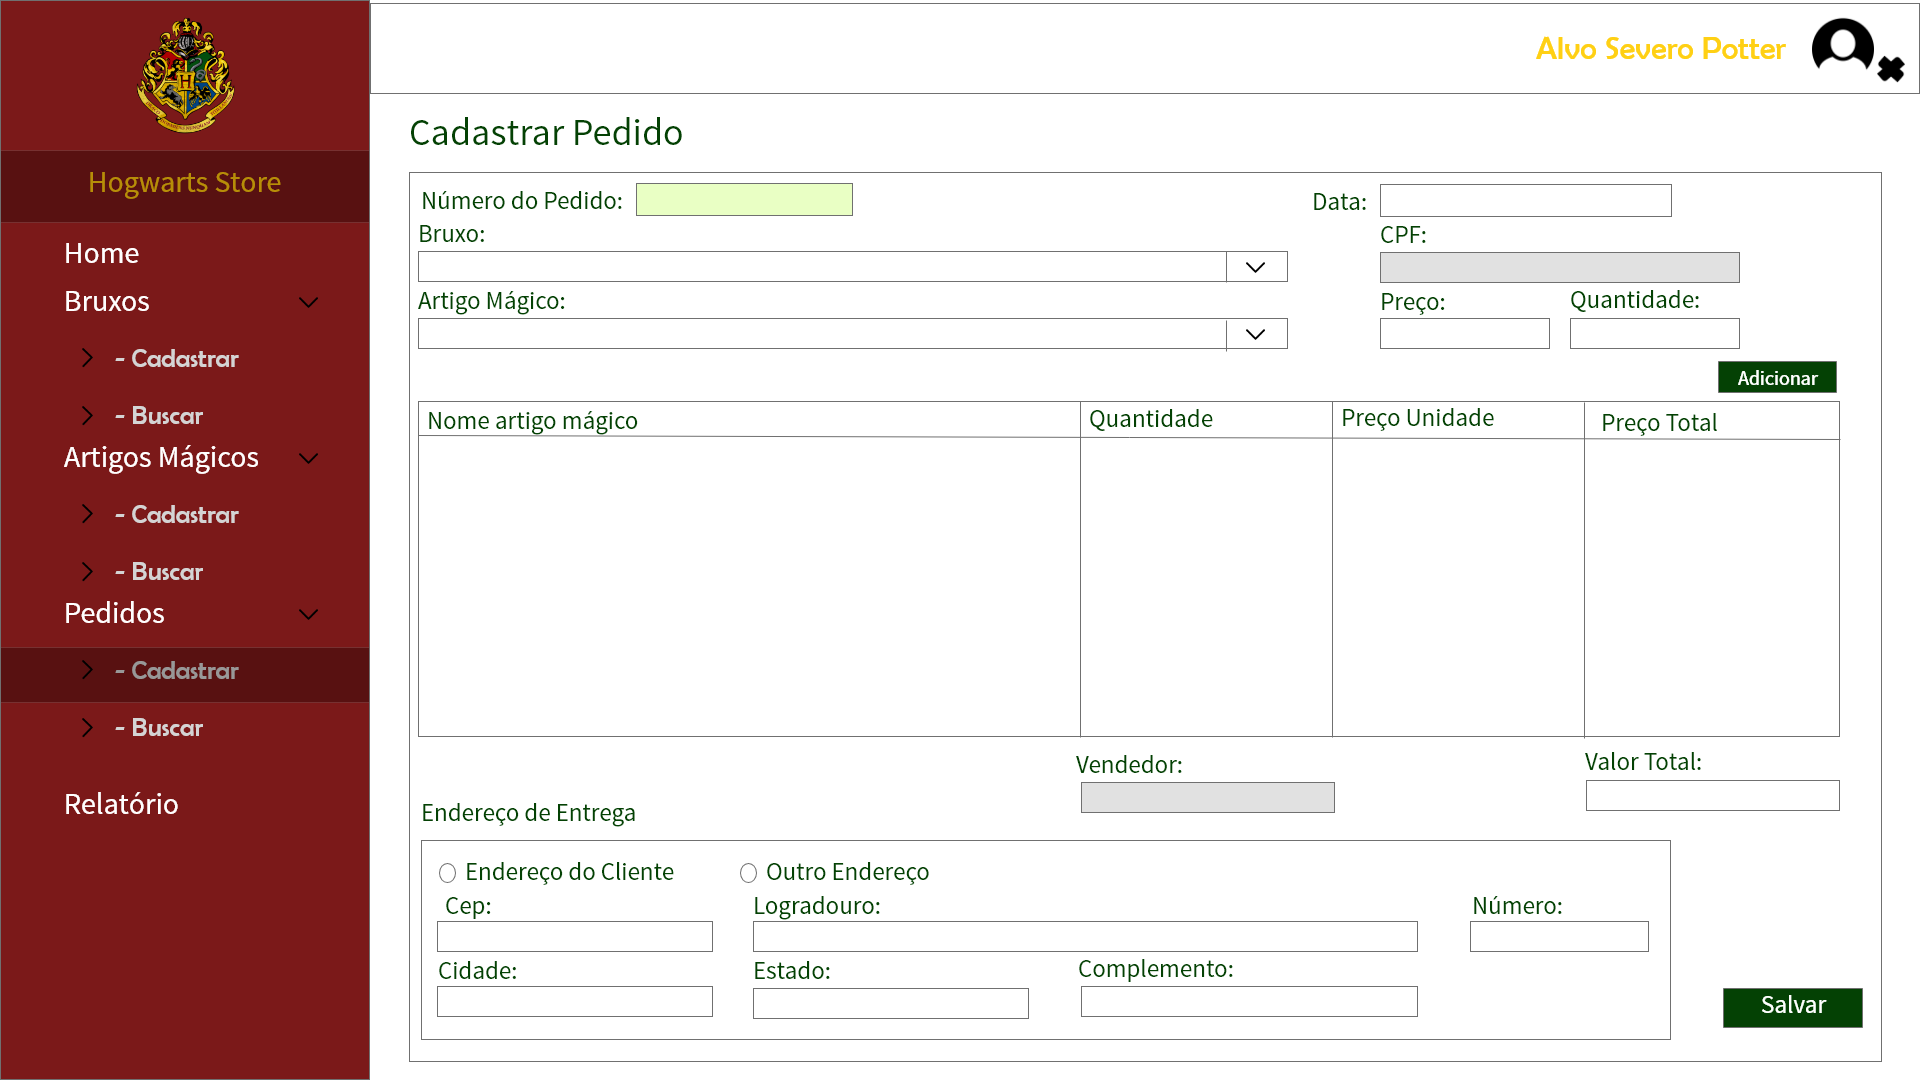 Alvo Severo Potter
Hogwarts Store
Home
Bruxos
- Cadastrar
- Buscar
Artigos Mágicos
- Cadastrar
- Buscar
Pedidos
- Cadastrar
- Buscar
Relatório
Cadastrar Pedido
Número do Pedido:
Data:
Bruxo:
CPF:
Artigo Mágico:
Preço:
Quantidade:
Adicionar
Nome artigo mágico
Quantidade
Preço Unidade
Preço Total
Vendedor:
Valor Total:
Endereço de Entrega
Endereço do Cliente
Outro Endereço
Cep:
Logradouro:
Número:
Cidade:
Estado:
Complemento:
Salvar